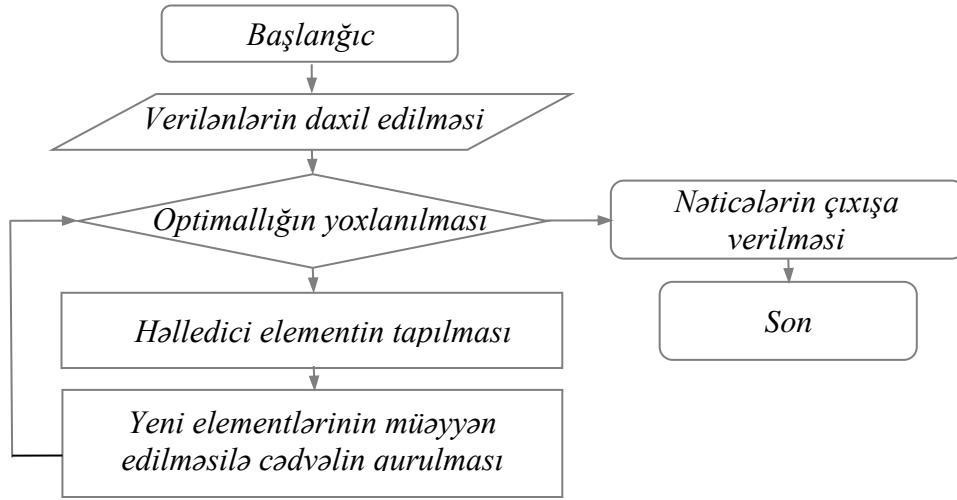 Başlanğıc
Verilənlərin daxil edilməsi
Optimallığın yoxlanılması
Nəticələrin çıxışa
verilməsi
Həlledici elementin tapılması
Son
Yeni elementlərinin müəyyən
edilməsilə cədvəlin qurulması